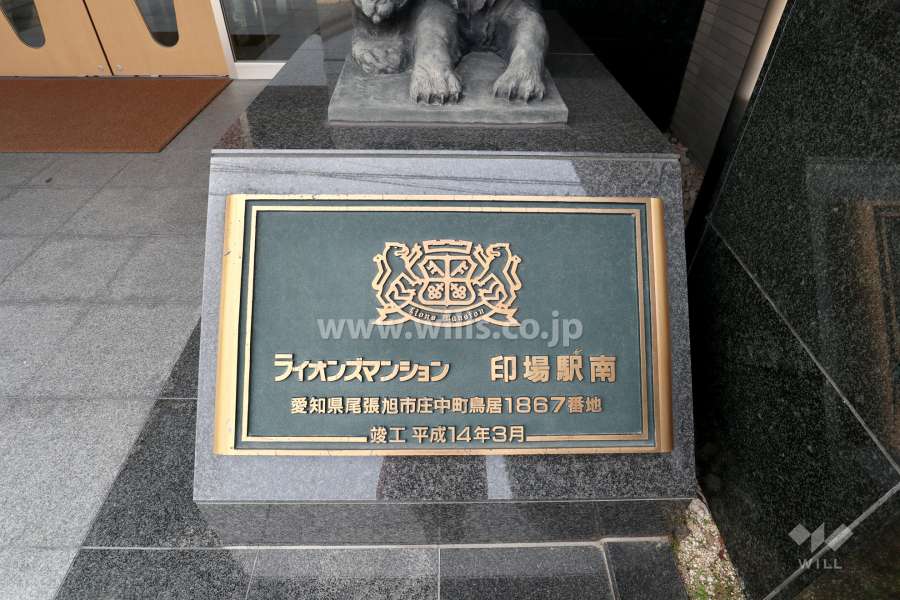 Lions Mansion
www.wills.co.jp
ライオンズマンション 印場駅南
愛知県尾張旭市庄中町鳥居1867番地
竣工 平成14年3月
WILL